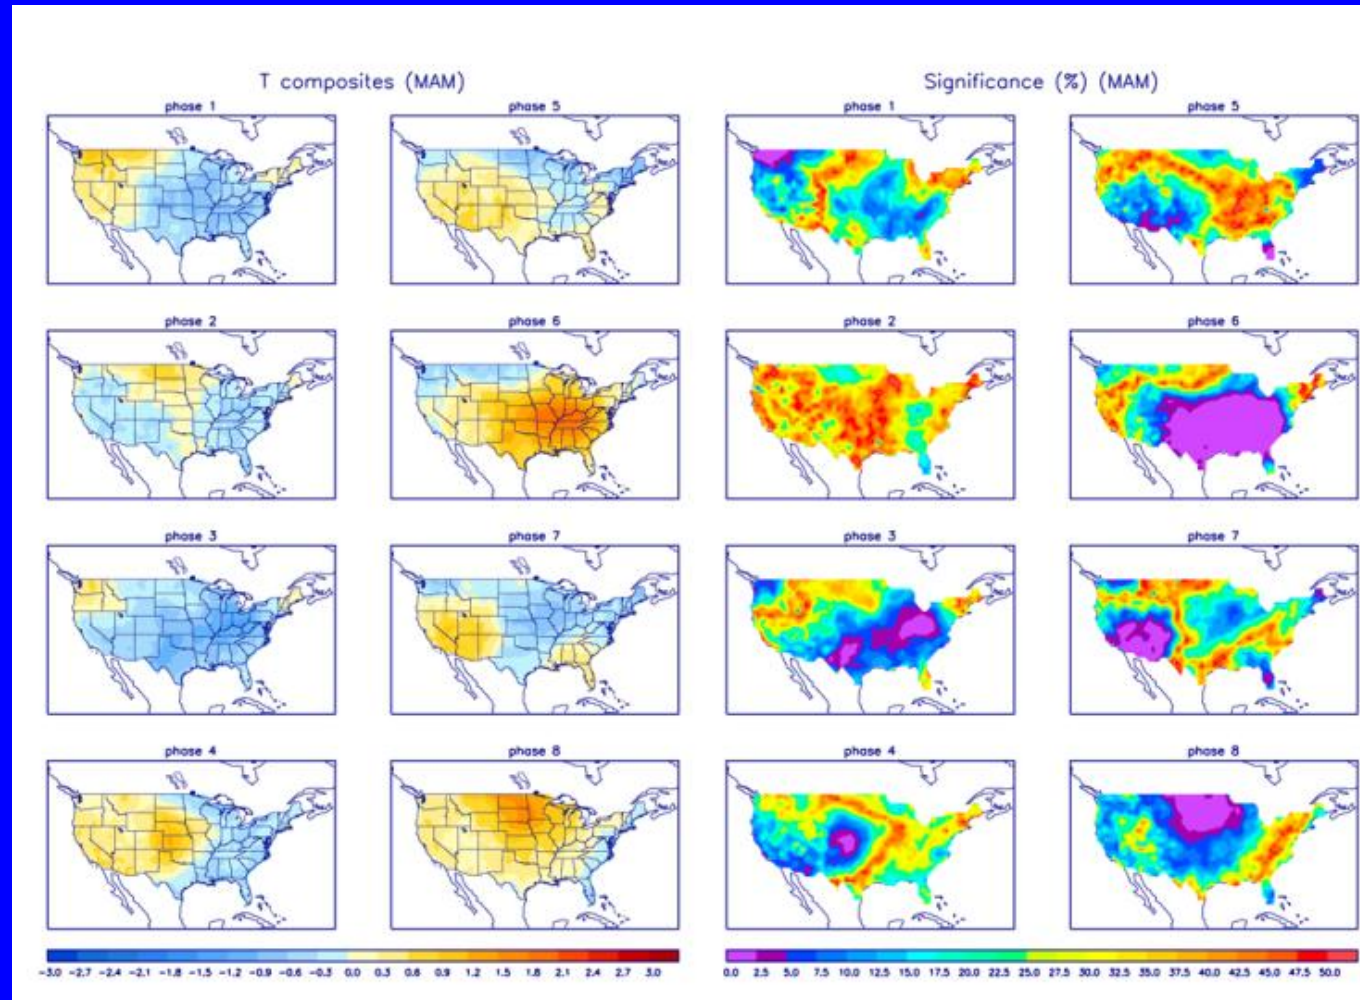 T composites (MAM)
Significance (%) (MAM)
phase 1
phase 5
phase 1
phase 5
phase 2
phase 6
phase 2
phase 6
phase 3
phase 7
phase 3
phase 7
phase 4
phase 8
phase 4
phase 8
-3.0 -2.7 -2.4 -2.1 -1.8 -1.5 -1.2 -0.9 -0.6 -0.3 0.0 0.3 0.6 0.9 1.2 1.5 1.8 2.1 2.4 2.7 3.0
0.0 2.5 5.0 7.5 10.0 12.5 15.0 17.5 20.0 22.5 25.0 27.5 30.0 32.5 35.0 37.5 40.0 42.5 45.0 47.5 50.0